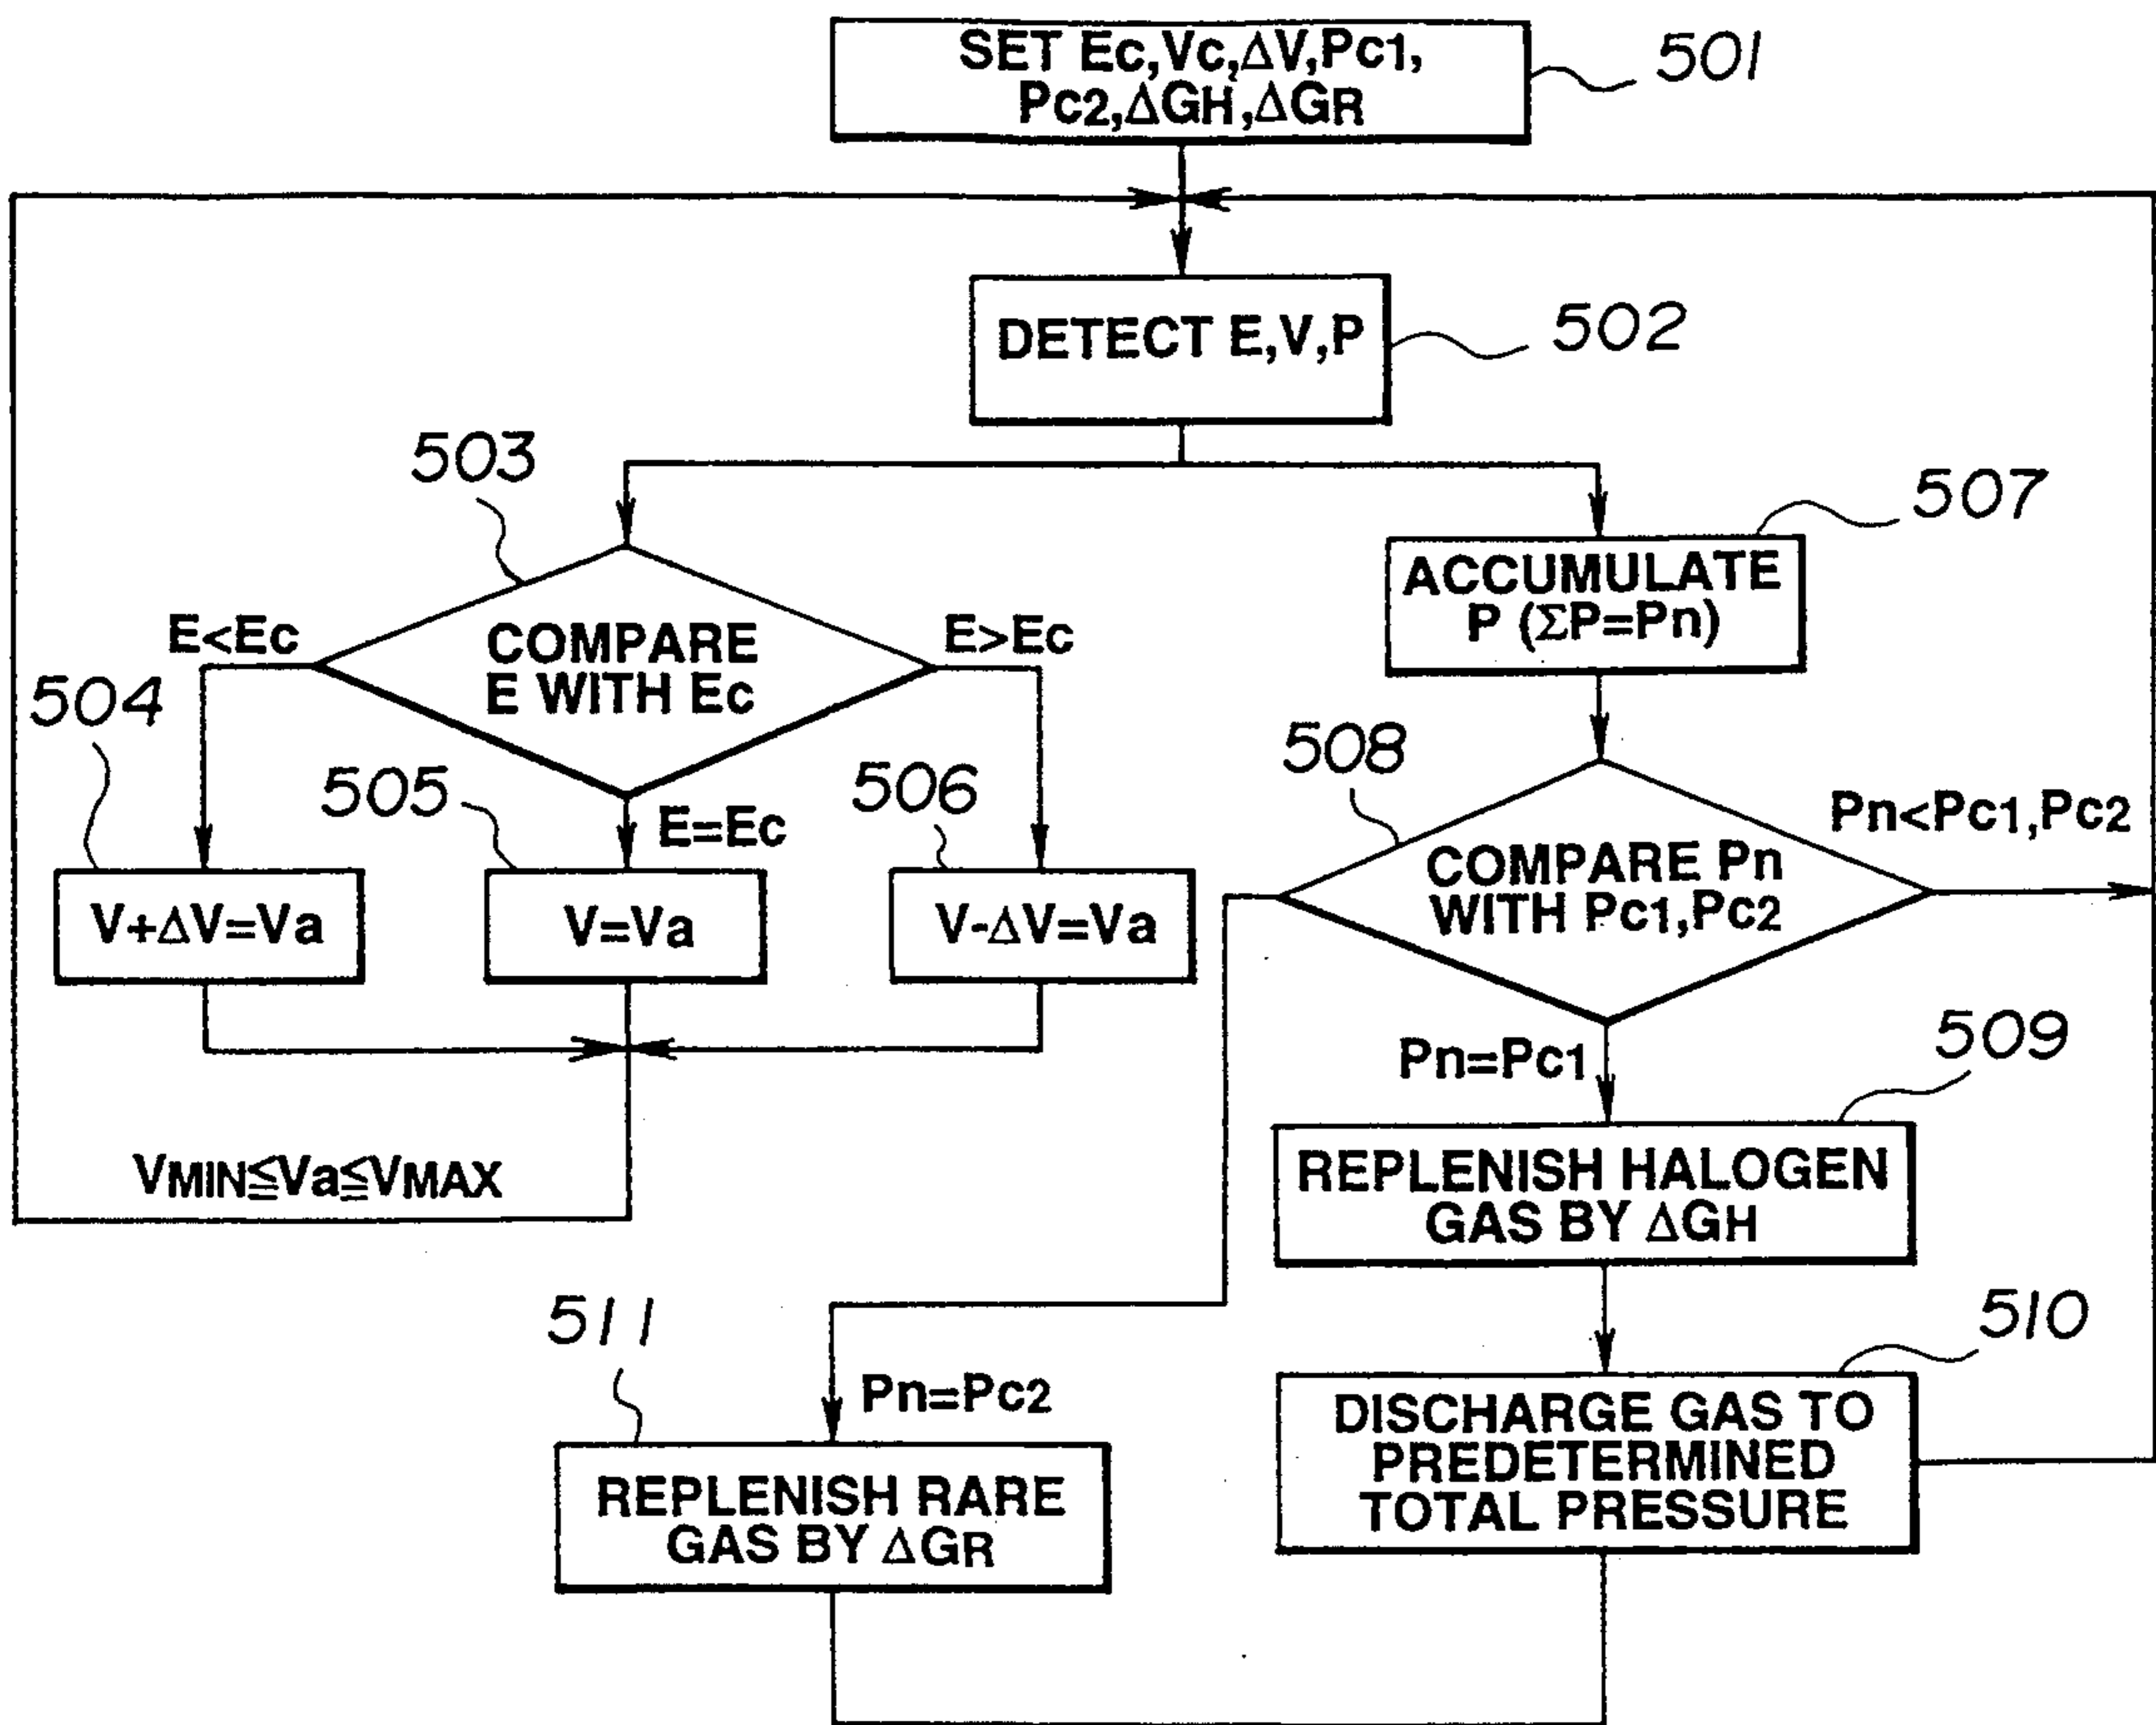 SET Ec,Vc,ΔV,Pc1,
Pc2,ΔGH,ΔGR
501
DETECT E,V,P
502
503
COMPARE
E WITH Ec
E<Ec
E>Ec
E=Ec
504
V+ΔV=Va
505
V=Va
506
V-ΔV=Va
VMIN≦Va≦VMAX
507
ACCUMULATE
P (ΣP=Pn)
508
COMPARE Pn
WITH Pc1,Pc2
Pn<Pc1,Pc2
Pn=Pc1
509
REPLENISH HALOGEN
GAS BY ΔGH
510
DISCHARGE GAS TO
PREDETERMINED
TOTAL PRESSURE
511
Pn=Pc2
REPLENISH RARE
GAS BY ΔGR